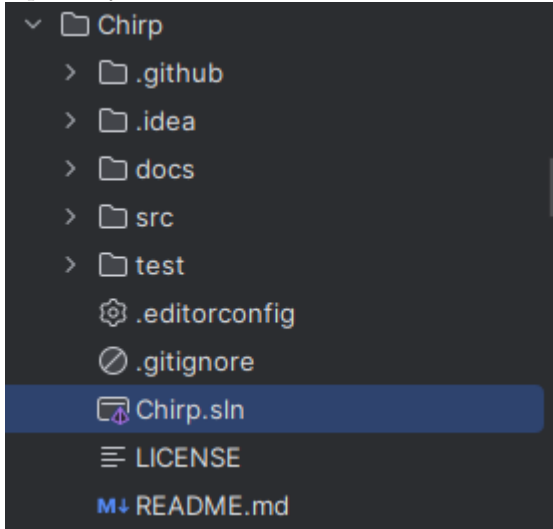 Chirp
.github
.idea
docs
src
test
.editorconfig
.gitignore
Chirp.sln
LICENSE
M↓ README.md